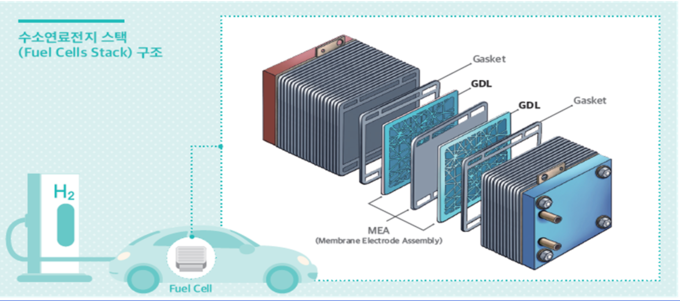 수소연료전지 스택
(Fuel Cells Stack) 구조
Gasket
GDL
GDL
Gasket
MEA
(Membrane Electrode Assembly)
H₂
Fuel Cell